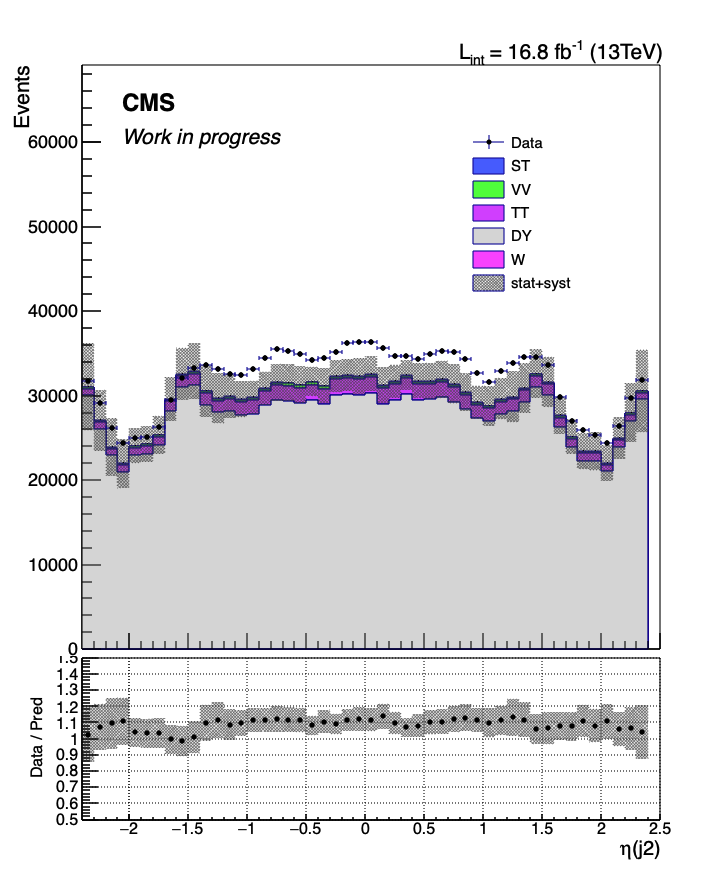 L_int = 16.8 fb^-1 (13TeV)
Events
CMS
Work in progress
60000
50000
40000
30000
20000
10000
0
Data
ST
VV
TT
DY
W
stat+syst
Data / Pred
1.5
1.4
1.3
1.2
1.1
1
0.9
0.8
0.7
0.6
0.5
−2 −1.5 −1 −0.5 0 0.5 1 1.5 2 2.5
η(j2)